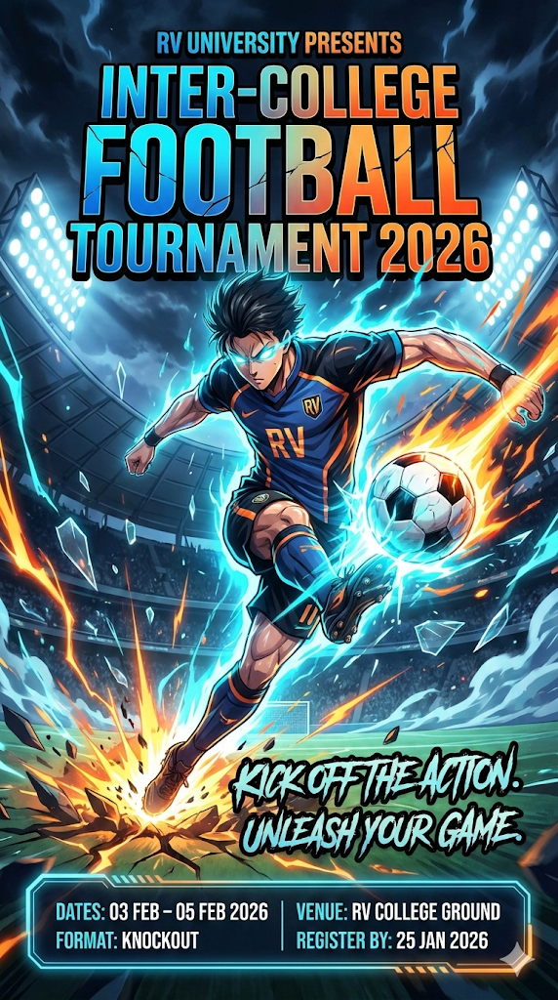 RV UNIVERSITY PRESENTS
INTER-COLLEGE
FOOTBALL
TOURNAMENT 2026
RV
RV
KICK OFF THE ACTION.
UNLEASH YOUR GAME.
DATES: 03 FEB – 05 FEB 2026
FORMAT: KNOCKOUT
VENUE: RV COLLEGE GROUND
REGISTER BY: 25 JAN 2026